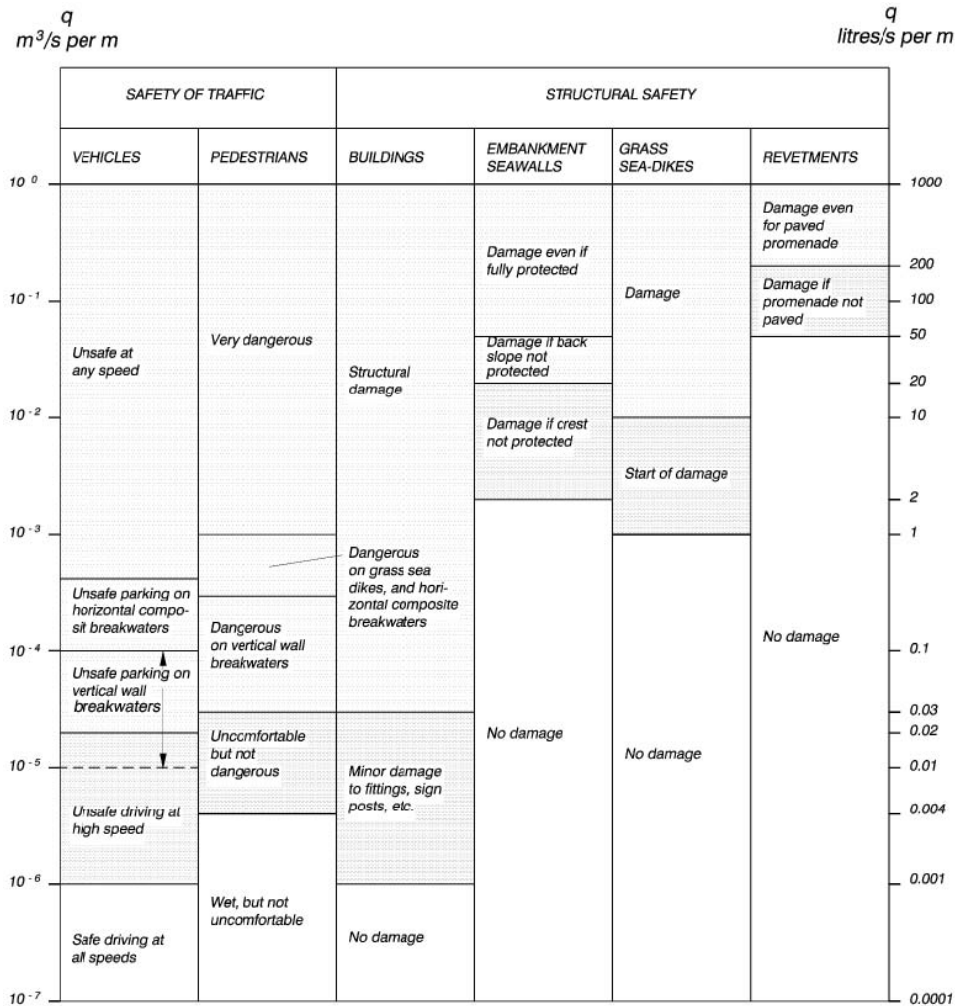 q
m³/s per m
q
litres/s per m
SAFETY OF TRAFFIC
STRUCTURAL SAFETY
VEHICLES
PEDESTRIANS
BUILDINGS
EMBANKMENT
SEAWALLS
GRASS
SEA-DIKES
REVETMENTS
10⁰
10⁻¹
10⁻²
10⁻³
10⁻⁴
10⁻⁵
10⁻⁶
10⁻⁷
Unsafe at
any speed
Unsafe parking on
horizontal compo-
sit breakwaters
Unsafe parking on
vertical wall
breakwaters
Unsafe driving at
high speed
Safe driving at
all speeds
Very dangerous
Dangerous
on grass sea
dikes, and hori-
zontal composite
breakwaters
Dangerous
on vertical wall
breakwaters
Uncomfortable
but not
dangerous
Wet, but not
uncomfortable
Structural
damage
Minor damage
to fittings, sign
posts, etc.
No damage
Damage even if
fully protected
Damage if back
slope not
protected
Damage if crest
not protected
No damage
Damage
Start of damage
No damage
Damage even
for paved
promenade
Damage if
promenade not
paved
No damage
1000
200
100
50
20
10
2
1
0.1
0.03
0.02
0.01
0.004
0.001
0.0001